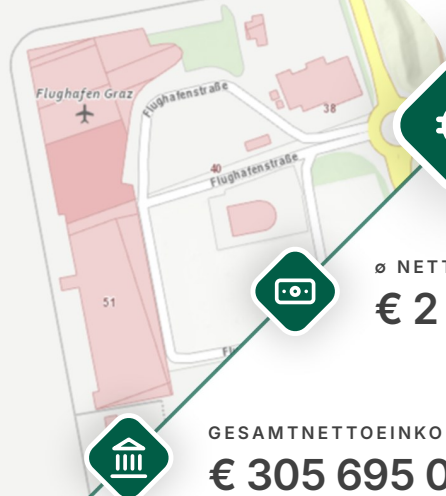 Flughafen Graz
Flughafenstraße
38
40
Flughafenstraße
51
ø NETT
€ 2
GESAMTNETTOEINKO
€ 305 695 0